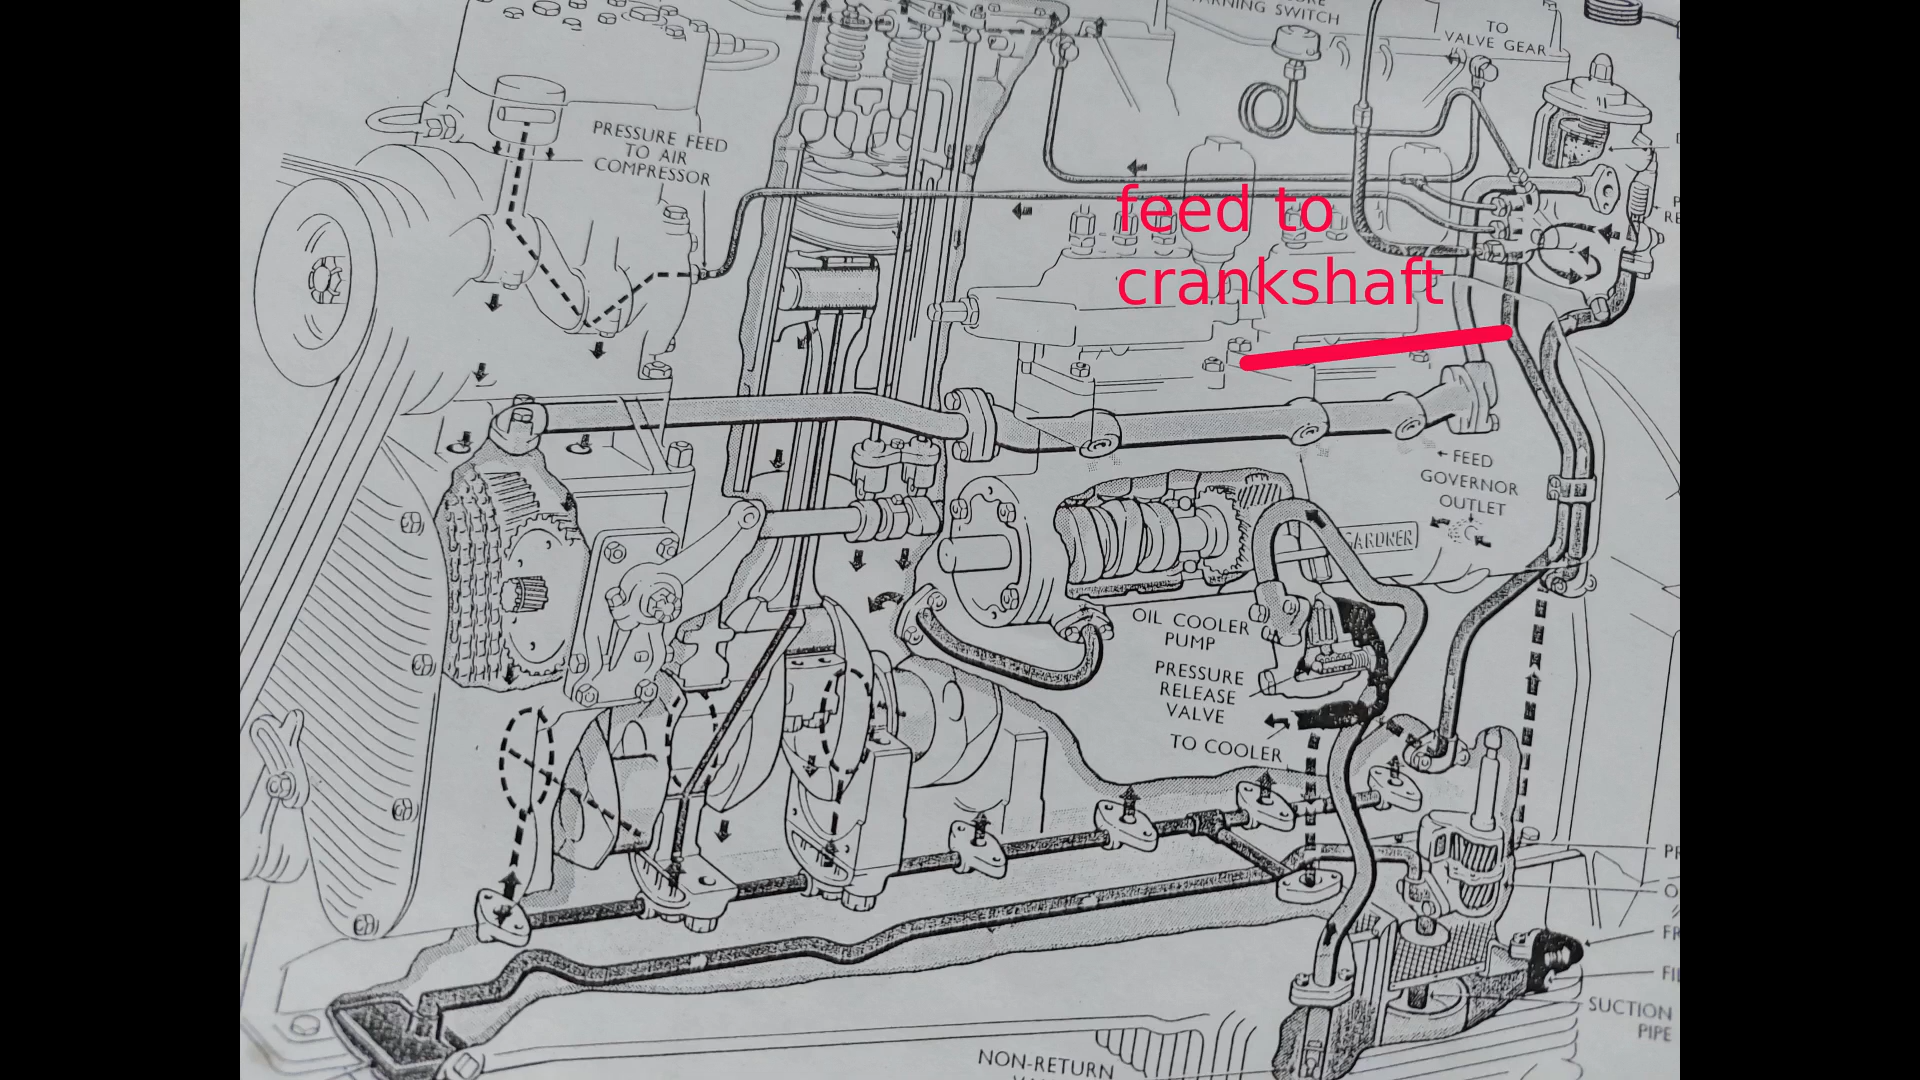 WARNING SWITCH
TO
VALVE GEAR
PRESSURE FEED
TO AIR
COMPRESSOR
feed to
crankshaft
FEED
GOVERNOR
OUTLET
GARDNER
OIL COOLER
PUMP
PRESSURE
RELEASE
VALVE
TO COOLER
SUCTION
PIPE
NON-RETURN